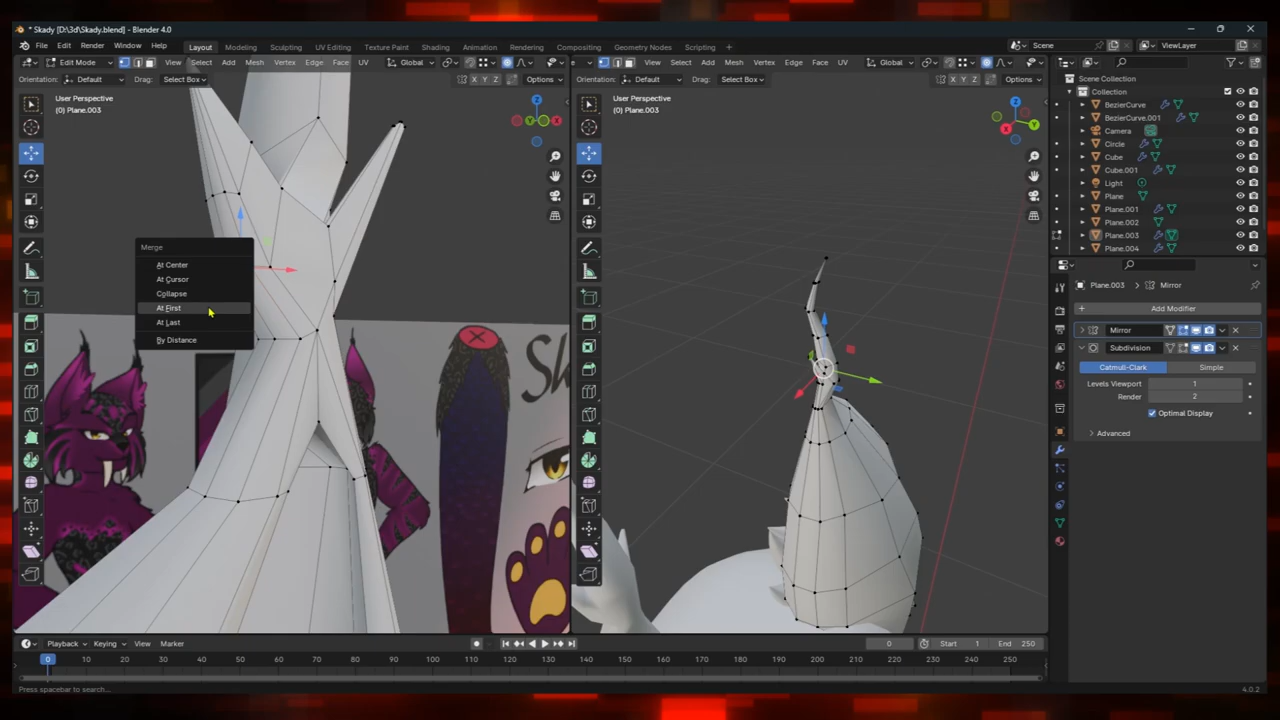 * Skady [D:\3d\Skady.blend] - Blender 4.0
File Edit Render Window Help Layout Modeling Sculpting UV Editing Texture Paint Shading Animation Rendering Compositing Geometry Nodes Scripting + Scene ViewLayer
Edit Mode View Select Add Mesh Vertex Edge Face UV Global View Select Add Mesh Vertex Edge Face UV Global
Orientation: Default Drag: Select Box X Y Z Options Orientation: Default Drag: Select Box X Y Z Options
User Perspective
(0) Plane.003
User Perspective
(0) Plane.003
Z
Y
X
Z
X
Y
Merge
At Center
At Cursor
Collapse
At First
At Last
By Distance
Sk
Scene Collection
Collection
BezierCurve
BezierCurve.001
Camera
Circle
Cube
Cube.001
Light
Plane
Plane.001
Plane.002
Plane.003
Plane.004
Plane.003 Mirror
Add Modifier
Mirror
Subdivision
Catmull-Clark Simple
Levels Viewport 1
Render 2
Optimal Display
Advanced
Playback Keying View Marker 0 Start 1 End 250
0 10 20 30 40 50 60 70 80 90 100 110 120 130 140 150 160 170 180 190 200 210 220 230 240 250
Press spacebar to search... 4.0.2